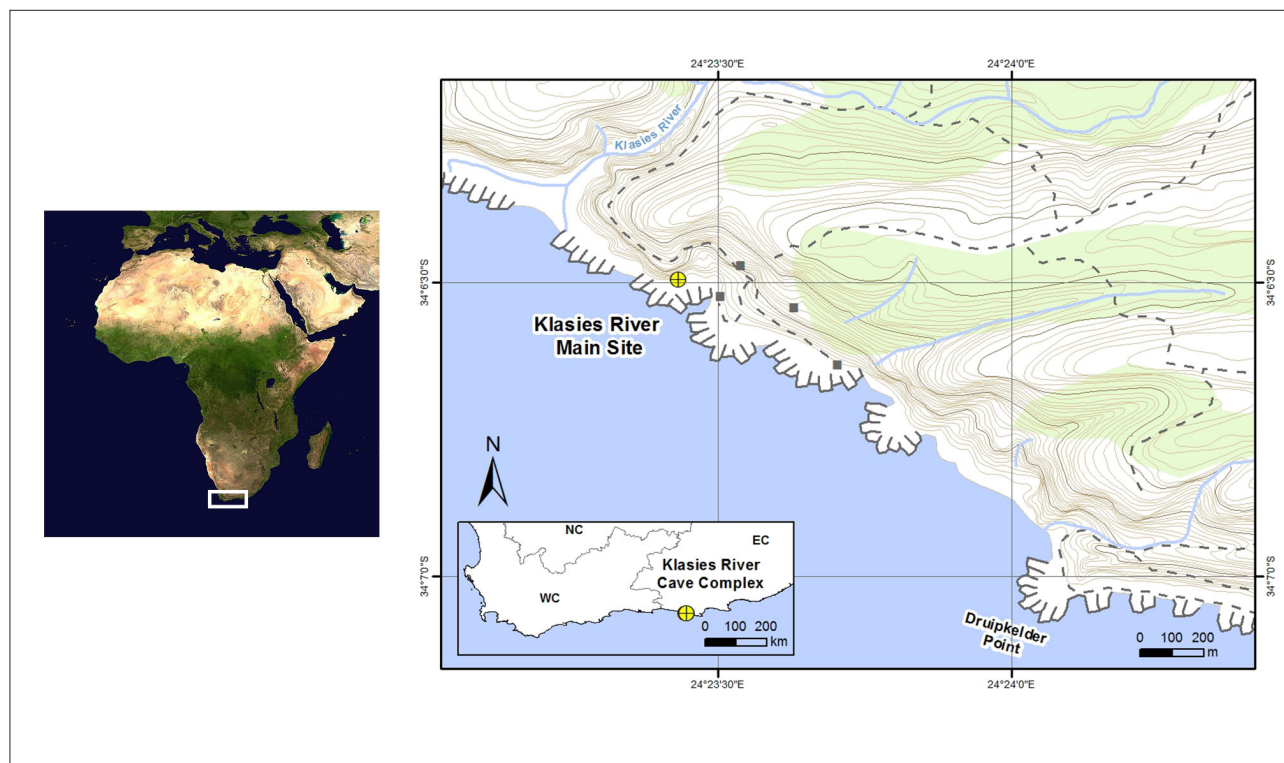 24°23'30"E
24°24'0"E
Klasies River
34°6'30"S
34°6'30"S
Klasies River
Main Site
N
NC
EC
Klasies River
Cave Complex
WC
0 100 200
km
34°7'0"S
34°7'0"S
Druipkelder
Point
0 100 200
m
24°23'30"E
24°24'0"E